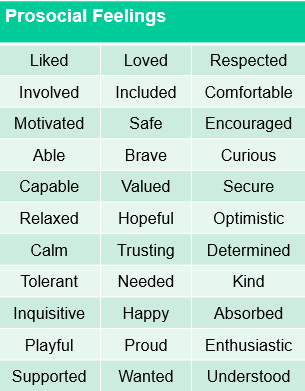 Prosocial Feelings
Liked Loved Respected
Involved Included Comfortable
Motivated Safe Encouraged
Able Brave Curious
Capable Valued Secure
Relaxed Hopeful Optimistic
Calm Trusting Determined
Tolerant Needed Kind
Inquisitive Happy Absorbed
Playful Proud Enthusiastic
Supported Wanted Understood